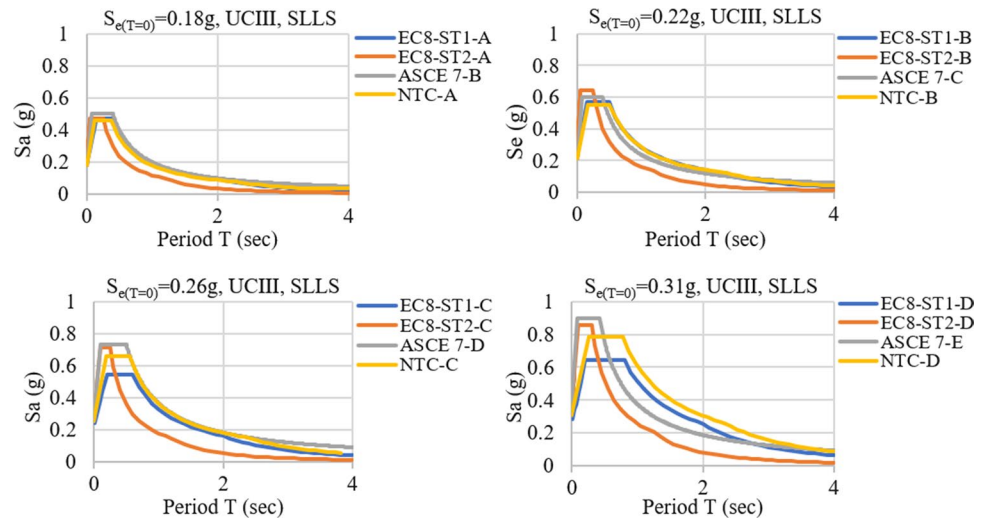 S_e(T=0)=0.18g, UCIII, SLLS
1
0.8
0.6
0.4
0.2
0
Sa (g)
0 2 4
Period T (sec)
EC8-ST1-A
EC8-ST2-A
ASCE 7-B
NTC-A
S_e(T=0)=0.22g, UCIII, SLLS
1
0.8
0.6
0.4
0.2
0
Se (g)
0 2 4
Period T (sec)
EC8-ST1-B
EC8-ST2-B
ASCE 7-C
NTC-B
S_e(T=0)=0.26g, UCIII, SLLS
1
0.8
0.6
0.4
0.2
0
Sa (g)
0 2 4
Period T (sec)
EC8-ST1-C
EC8-ST2-C
ASCE 7-D
NTC-C
S_e(T=0)=0.31g, UCIII, SLLS
1
0.8
0.6
0.4
0.2
0
Sa (g)
0 2 4
Period T (sec)
EC8-ST1-D
EC8-ST2-D
ASCE 7-E
NTC-D